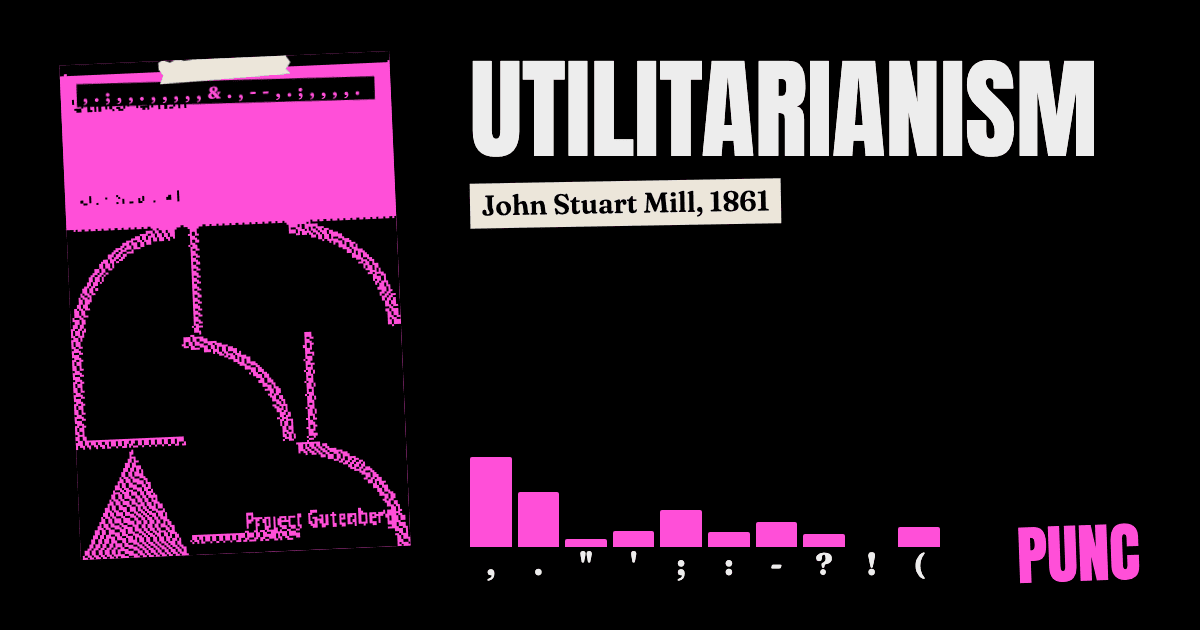 , . ; , , . , , , , & . , - - , . ; , , , , .
Project Gutenberg
UTILITARIANISM
John Stuart Mill, 1861
, . " ' ; : - ? ! (
PUNC